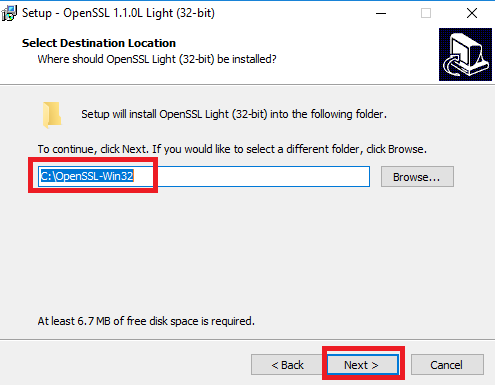 Setup - OpenSSL 1.1.0L Light (32-bit)
Select Destination Location
Where should OpenSSL Light (32-bit) be installed?
Setup will install OpenSSL Light (32-bit) into the following folder.
To continue, click Next. If you would like to select a different folder, click Browse.
C:\OpenSSL-Win32
Browse...
At least 6.7 MB of free disk space is required.
< Back
Next >
Cancel